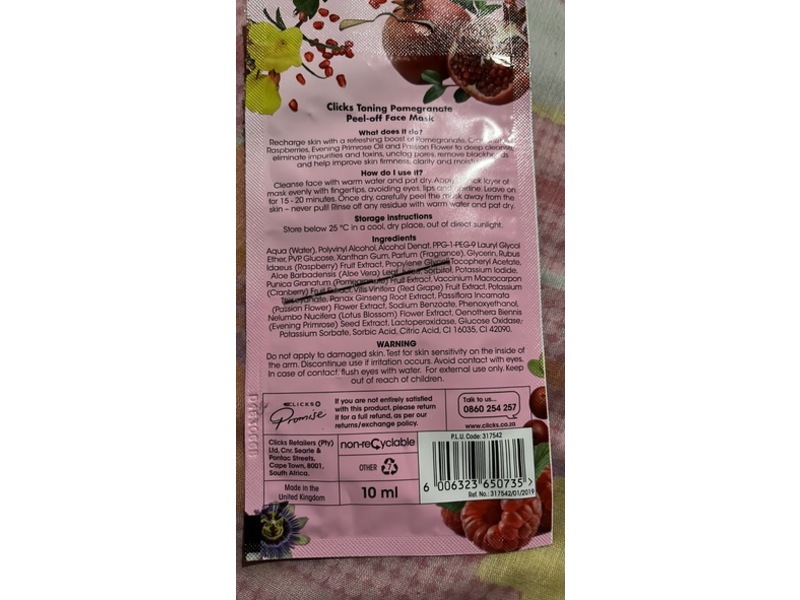 Clicks Toning Pomegranate
Peel-off Face Mask
What does it do?
Recharge skin with a refreshing boost of Pomegranate,
Raspberries, Evening Primrose Oil and Passion Flower to deep cleanse,
eliminate impurities and toxins, unclog pores, remove blackheads
and help improve skin firmness, clarity and
How do I use it?
Cleanse face with warm water and pat dry. Apply layer of
mask evenly with fingertips, avoiding eyes, lips and Leave on
for 15 - 20 minutes. Once dry, carefully peel the mask away from the
skin – never pull! Rinse off any residue with warm water and pat dry.
Storage Instructions
Store below 25 °C in a cool, dry place, out of direct sunlight.
Ingredients
Aqua (Water), Polyvinyl Alcohol, Alcohol Denat, PPG-1-PEG-9 Lauryl Glycol
Ether, PVP, Glucose, Xanthan Gum, Parfum (Fragrance), Glycerin, Rubus
Idaeus (Raspberry) Fruit Extract, Propylene Glycol, Tocopheryl Acetate,
Aloe Barbadensis (Aloe Vera) Leaf Juice, Sorbitol, Potassium Iodide,
Punica Granatum (Pomegranate) Fruit Extract, Vaccinium Macrocarpon
(Cranberry) Fruit Extract, Vitis Vinifera (Red Grape) Fruit Extract, Potassium
Thiocyanate, Panax Ginseng Root Extract, Passiflora Incarnata
(Passion Flower) Flower Extract, Sodium Benzoate, Phenoxyethanol,
Nelumbo Nucifera (Lotus Blossom) Flower Extract, Oenothera Biennis
(Evening Primrose) Seed Extract, Lactoperoxidase, Glucose Oxidase,
Potassium Sorbate, Sorbic Acid, Citric Acid, CI 16035, CI 42090.
WARNING
Do not apply to damaged skin. Test for skin sensitivity on the inside of
the arm. Discontinue use if irritation occurs. Avoid contact with eyes.
In case of contact, flush eyes with water. For external use only. Keep
out of reach of children.
CLICKS
Promise
If you are not entirely satisfied
with this product, please return
it for a full refund, as per our
returns/exchange policy.
Talk to us...
0860 254 257
www.clicks.co.za
Clicks Retailers (Pty)
Ltd, Cnr. Searle &
Pontac Streets,
Cape Town, 8001,
South Africa.
non-recyclable
OTHER 7
Made in the
United Kingdom
10 ml
P.L.U. Code: 317542
6 006323 650735 >
Ref. No.: 317542/01/2019